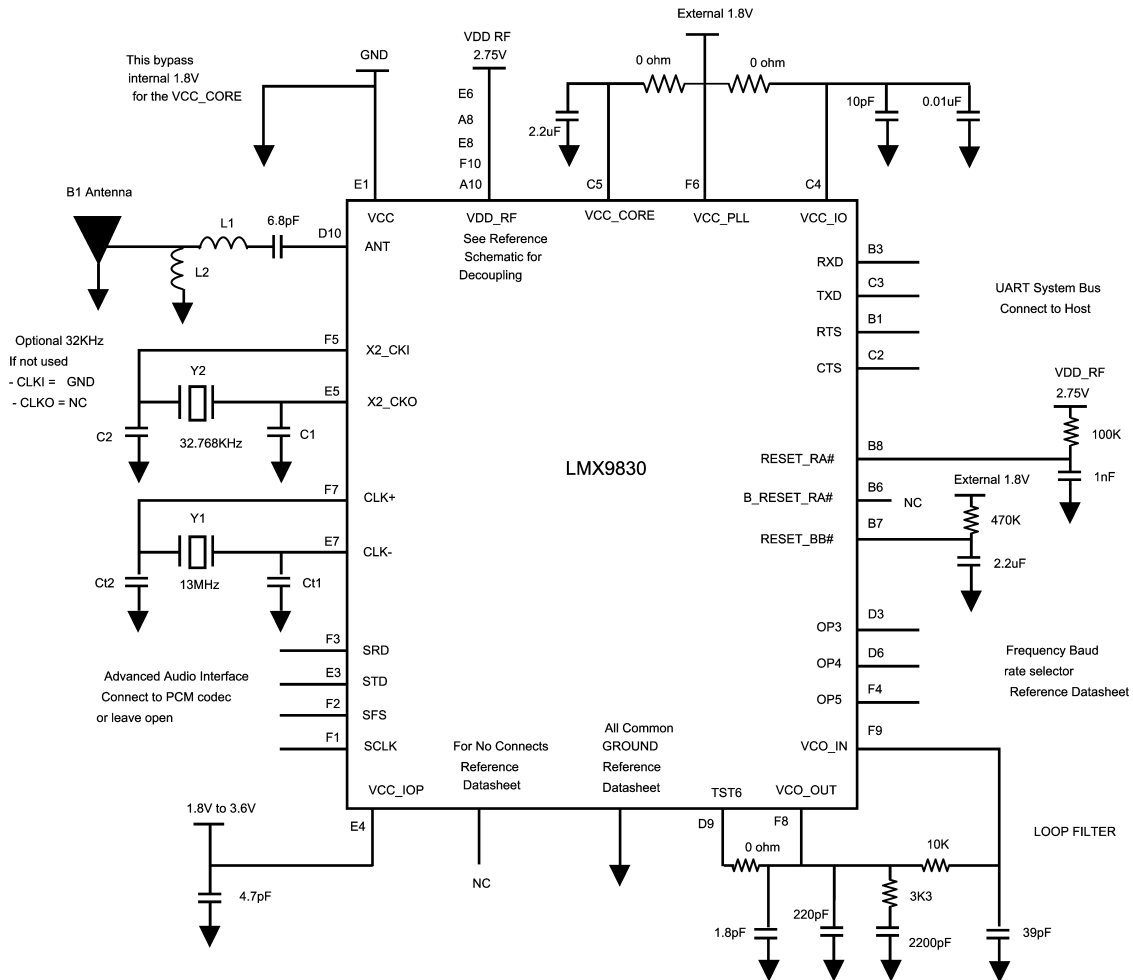 External 1.8V
This bypass
internal 1.8V
for the VCC_CORE
GND
VDD RF
2.75V
0 ohm
0 ohm
E6
A8
E8
F10
A10
2.2uF
10pF
0.01uF
E1
C5
F6
C4
B1 Antenna
L1
6.8pF
D10
L2
VCC
VDD_RF
VCC_CORE
VCC_PLL
VCC_IO
See Reference
Schematic for
Decoupling
ANT
RXD
B3
TXD
C3
RTS
B1
CTS
C2
UART System Bus
Connect to Host
Optional 32KHz
If not used
- CLKI = GND
- CLKO = NC
F5
X2_CKI
Y2
E5
X2_CKO
C2
32.768KHz
C1
VDD_RF
2.75V
100K
B8
RESET_RA#
1nF
LMX9830
F7
CLK+
B_RESET_RA#
B6
NC
External 1.8V
470K
B7
RESET_BB#
2.2uF
Y1
E7
CLK-
Ct2
13MHz
Ct1
OP3
D3
OP4
D6
OP5
F4
Frequency Baud
rate selector
Reference Datasheet
F3
SRD
E3
STD
F2
SFS
F1
SCLK
Advanced Audio Interface
Connect to PCM codec
or leave open
VCO_IN
F9
VCC_IOP
For No Connects
Reference
Datasheet
All Common
GROUND
Reference
Datasheet
TST6
VCO_OUT
1.8V to 3.6V
E4
D9
F8
LOOP FILTER
4.7pF
NC
0 ohm
10K
3K3
1.8pF
220pF
2200pF
39pF